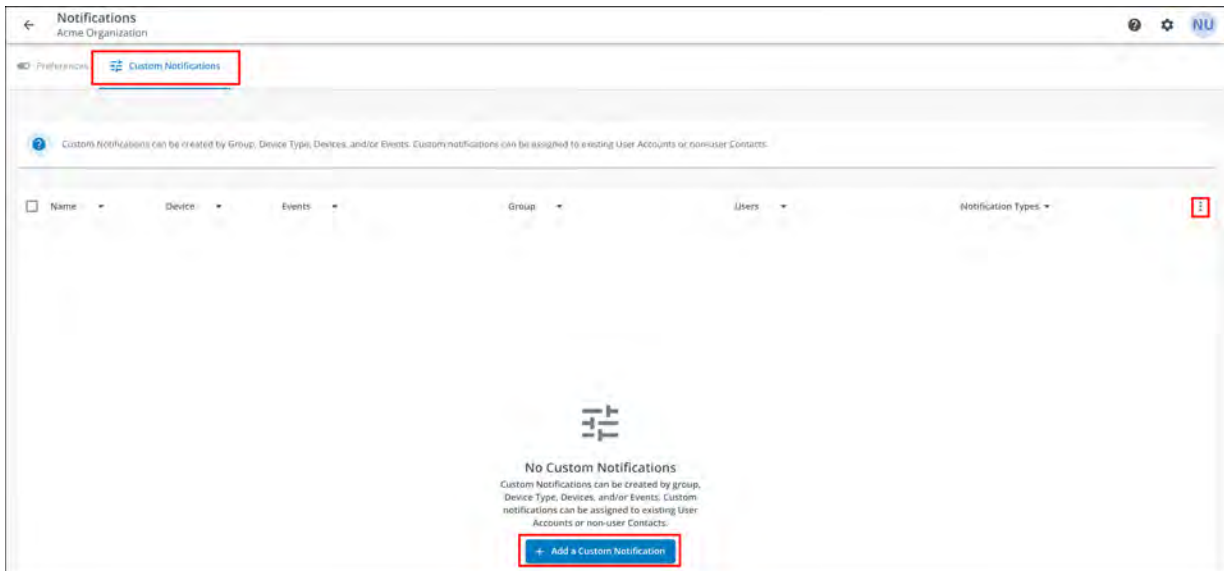 Notifications
Acme Organization
NU
Preferences
Custom Notifications
Custom Notifications can be created by Group, Device Type, Devices, and/or Events. Custom notifications can be assigned to existing User Accounts or non-user Contacts.
Name Device Events Group Users Notification Types
No Custom Notifications
Custom Notifications can be created by group,
Device Type, Devices, and/or Events. Custom
notifications can be assigned to existing User
Accounts or non-user Contacts.
+ Add a Custom Notification